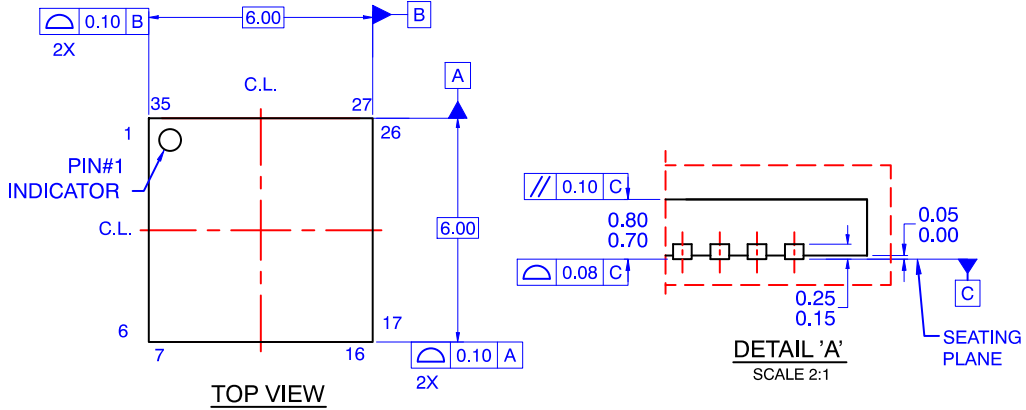 0.10 B
2X
6.00
B
A
C.L.
35
27
1
26
PIN#1
INDICATOR
C.L.
6.00
6
7
16
17
0.10 A
2X
TOP VIEW
// 0.10 C
0.80
0.70
0.08 C
0.05
0.00
0.25
0.15
C
SEATING
PLANE
DETAIL 'A'
SCALE 2:1